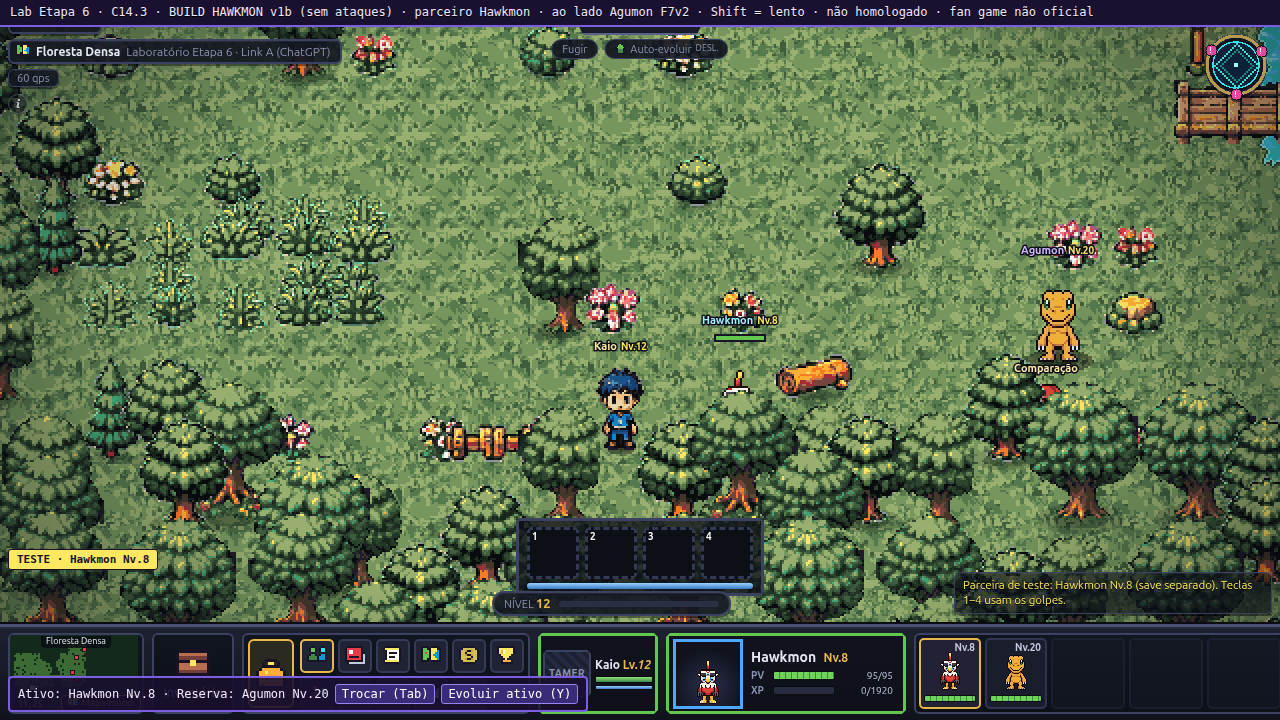 Lab Etapa 6 · C14.3 · BUILD HAWKMON v1b (sem ataques) · parceiro Hawkmon · ao lado Agumon F7v2 · Shift = lento · não homologado · fan game não oficial
Floresta Densa Laboratório Etapa 6 · Link A (ChatGPT)
Fugir
Auto-evoluir DESL.
60 qps
i
Agumon Nv.20
Hawkmon Nv.8
Kaio Nv.12
Comparação
1 2 3 4
TESTE · Hawkmon Nv.8
Parceira de teste: Hawkmon Nv.8 (save separado). Teclas
1–4 usam os golpes.
NÍVEL 12
Floresta Densa
TAMER
Kaio Lv.12
Hawkmon Nv.8
PV 95/95
XP 0/1920
Nv.8
Nv.20
Ativo: Hawkmon Nv.8 · Reserva: Agumon Nv.20 Trocar (Tab) Evoluir ativo (Y)